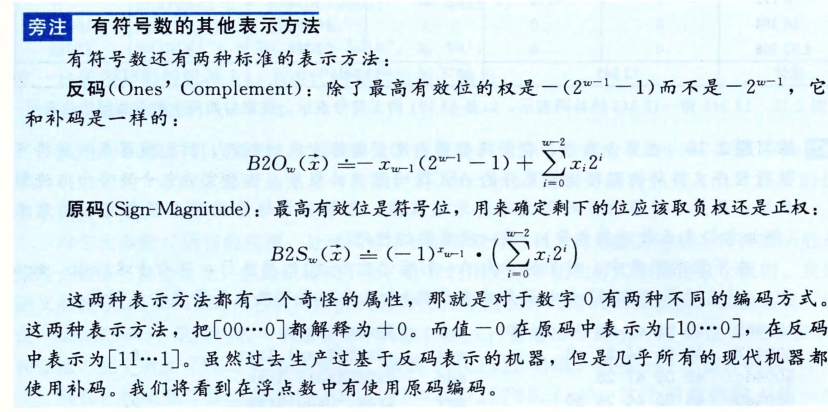 旁注 有符号数的其他表示方法
有符号数还有两种标准的表示方法：
反码(Ones' Complement)：除了最高有效位的权是−(2^{w−1}−1)而不是−2^{w−1}，它
和补码是一样的：
B2O_w(\vec{x}) ≐ −x_{w−1}(2^{w−1} − 1) + \sum_{i=0}^{w−2} x_i 2^i
原码(Sign-Magnitude)：最高有效位是符号位，用来确定剩下的位应该取负权还是正权：
B2S_w(\vec{x}) ≐ (−1)^{x_{w−1}} · (\sum_{i=0}^{w−2} x_i 2^i)
这两种表示方法都有一个奇怪的属性，那就是对于数字 0 有两种不同的编码方式。
这两种表示方法，把[00⋯0]都解释为+0。而值−0 在原码中表示为[10⋯0]，在反码
中表示为[11⋯1]。虽然过去生产过基于反码表示的机器，但是几乎所有的现代机器都
使用补码。我们将看到在浮点数中有使用原码编码。